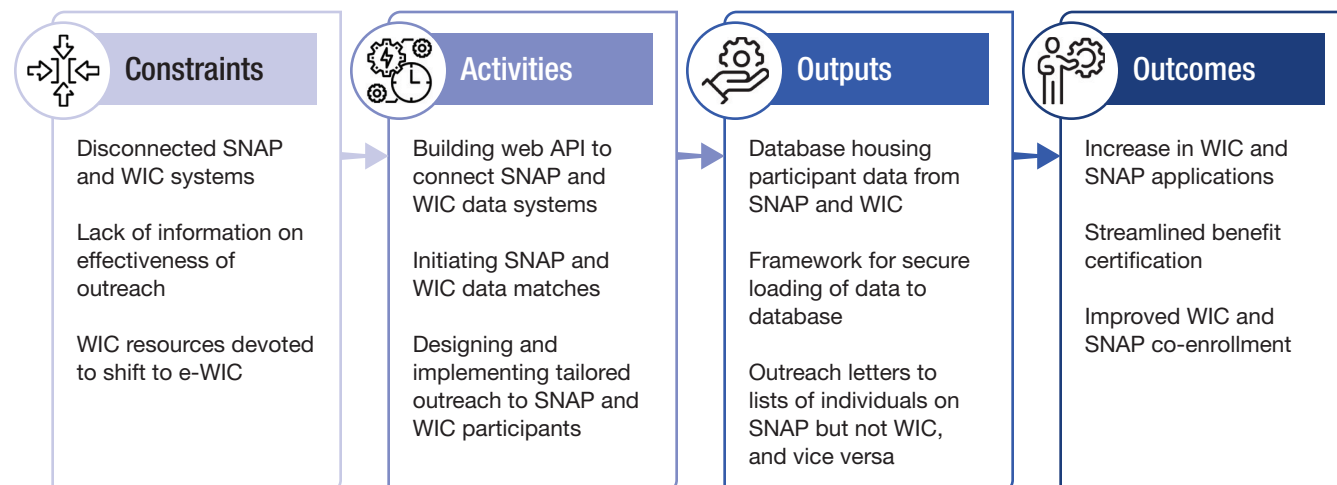 Constraints
Disconnected SNAP
and WIC systems
Lack of information on
effectiveness of
outreach
WIC resources devoted
to shift to e-WIC
Activities
Building web API to
connect SNAP and
WIC data systems
Initiating SNAP and
WIC data matches
Designing and
implementing tailored
outreach to SNAP and
WIC participants
Outputs
Database housing
participant data from
SNAP and WIC
Framework for secure
loading of data to
database
Outreach letters to
lists of individuals on
SNAP but not WIC,
and vice versa
Outcomes
Increase in WIC and
SNAP applications
Streamlined benefit
certification
Improved WIC and
SNAP co-enrollment